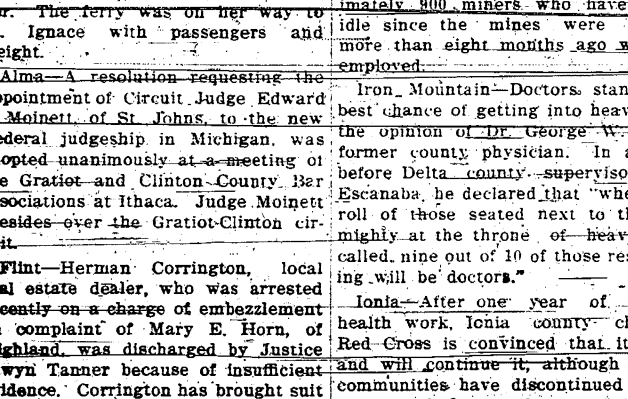 r. The ferry was on her way to
. Ignace with passengers and
eight.
Alma—A resolution requesting the
ppointment of Circuit Judge Edward
. Moinett, of St. Johns, to the new
ederal judgeship in Michigan, was
opted unanimously at a meeting of
e Gratiot and Clinton County Bar
sociations at Ithaca. Judge Moinett
esides over the Gratiot-Clinton cir-
it.
Flint—Herman Corrington, local
al estate dealer, who was arrested
cently on a charge of embezzlement
complaint of Mary E. Horn, of
ighland, was discharged by Justice
wyn Tanner because of insufficient
idence. Corrington has brought suit
imately 900 miners who have
idle since the mines were
more than eight months ago w
employed.
Iron Mountain—Doctors stan
best chance of getting into heav
the opinion of Dr. George W.
former county physician. In a
before Delta county superviso
Escanaba, he declared that "whe
roll of those seated next to th
mighty at the throne of heav
called, nine out of 10 of those res
ing will be doctors."
Ionia—After one year of
health work, Ionia county c
Red Cross is convinced that it
and will continue it, although
communities have discontinued